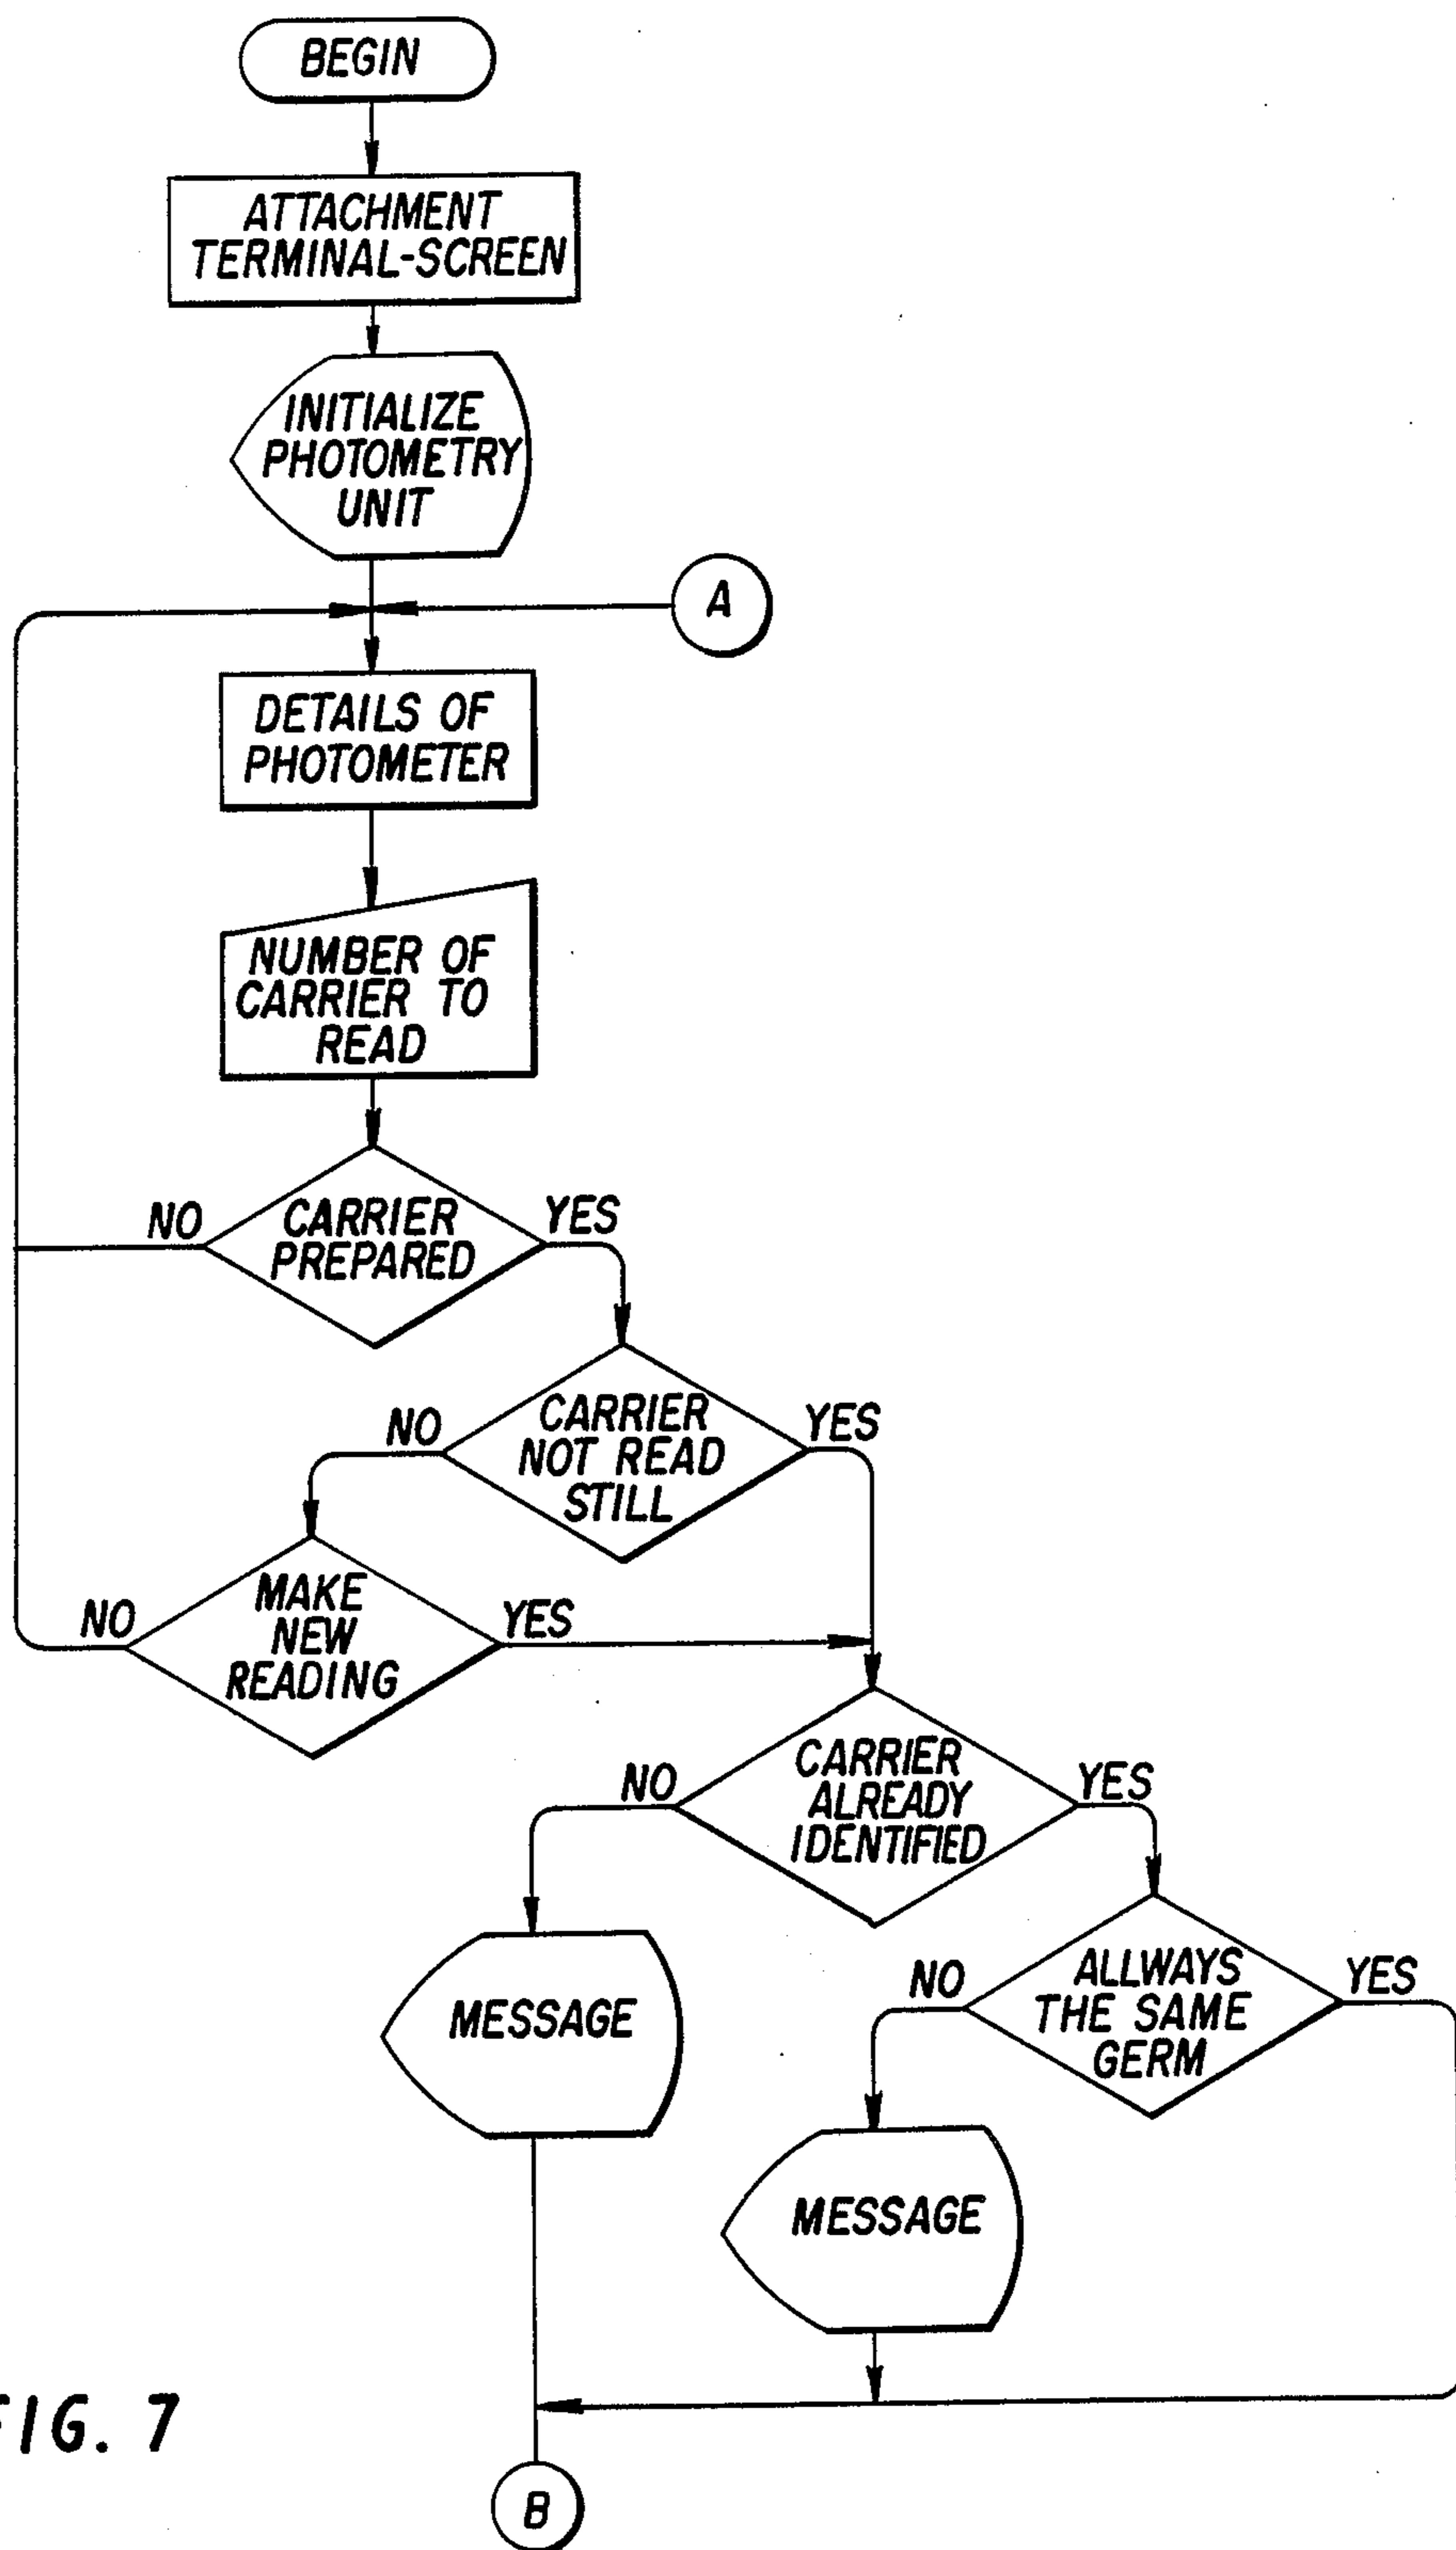 BEGIN
ATTACHMENT
TERMINAL-SCREEN
INITIALIZE
PHOTOMETRY
UNIT
A
DETAILS OF
PHOTOMETER
NUMBER OF
CARRIER TO
READ
NO
CARRIER
PREPARED
YES
NO
CARRIER
NOT READ
STILL
YES
NO
MAKE
NEW
READING
YES
NO
CARRIER
ALREADY
IDENTIFIED
YES
MESSAGE
NO
ALLWAYS
THE SAME
GERM
YES
MESSAGE
FIG. 7
B